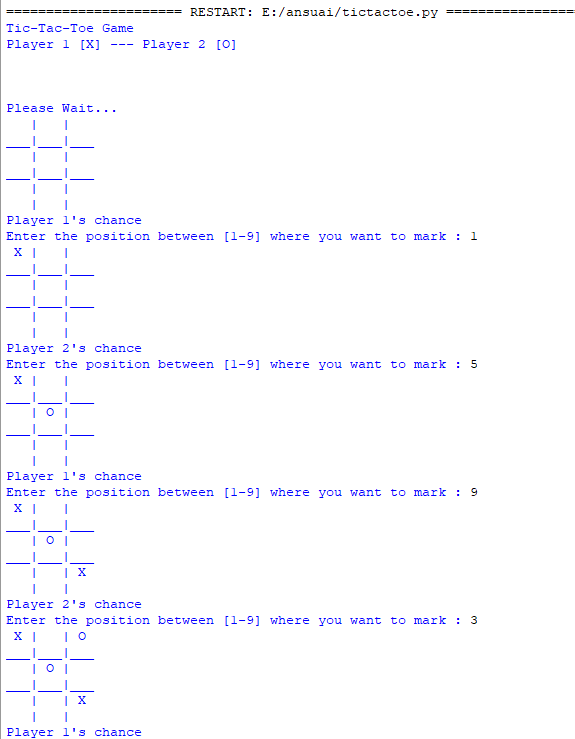 ====================== RESTART: E:/ansuai/tictactoe.py ================
Tic-Tac-Toe Game
Player 1 [X] --- Player 2 [O]
Please Wait...
   |   |
___|___|___
   |   |
___|___|___
   |   |
   |   |
Player 1's chance
Enter the position between [1-9] where you want to mark : 1
 X |   |
___|___|___
   |   |
___|___|___
   |   |
   |   |
Player 2's chance
Enter the position between [1-9] where you want to mark : 5
 X |   |
___|___|___
   | O |
___|___|___
   |   |
   |   |
Player 1's chance
Enter the position between [1-9] where you want to mark : 9
 X |   |
___|___|___
   | O |
___|___|___
   |   | X
   |   |
Player 2's chance
Enter the position between [1-9] where you want to mark : 3
 X |   | O
___|___|___
   | O |
___|___|___
   |   | X
   |   |
Player 1's chance